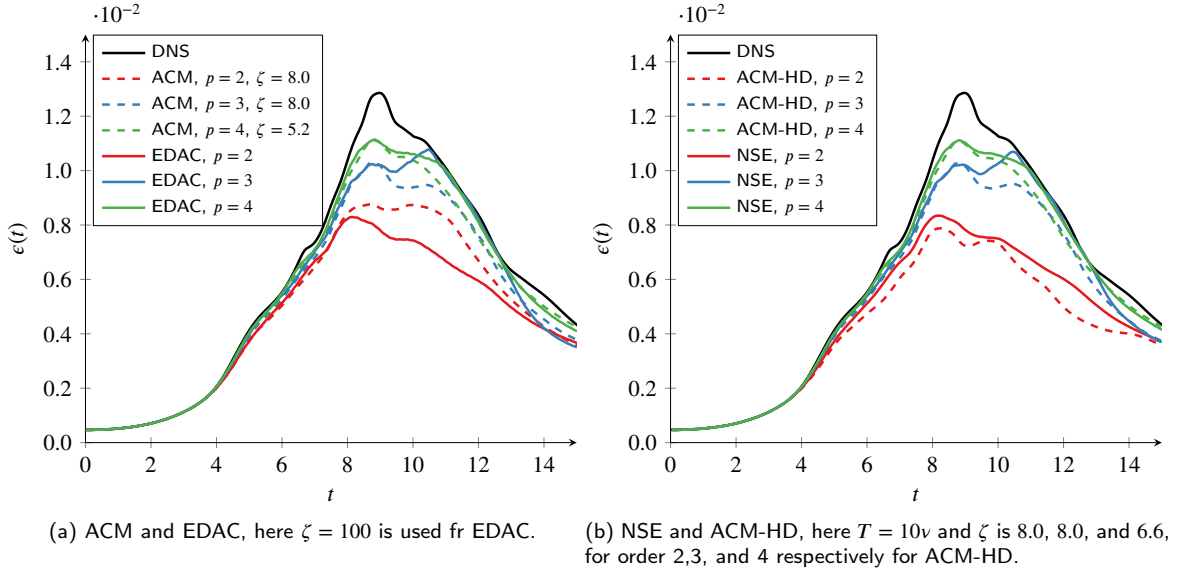 ·10−2
1.4
1.2
1.0
0.8
0.6
0.4
0.2
0.0
0 2 4 6 8 10 12 14
ϵ(t)
t
DNS
ACM, p = 2, ζ = 8.0
ACM, p = 3, ζ = 8.0
ACM, p = 4, ζ = 5.2
EDAC, p = 2
EDAC, p = 3
EDAC, p = 4
(a) ACM and EDAC, here ζ = 100 is used fr EDAC.
·10−2
1.4
1.2
1.0
0.8
0.6
0.4
0.2
0.0
0 2 4 6 8 10 12 14
ϵ(t)
t
DNS
ACM-HD, p = 2
ACM-HD, p = 3
ACM-HD, p = 4
NSE, p = 2
NSE, p = 3
NSE, p = 4
(b) NSE and ACM-HD, here T = 10ν and ζ is 8.0, 8.0, and 6.6,
for order 2,3, and 4 respectively for ACM-HD.